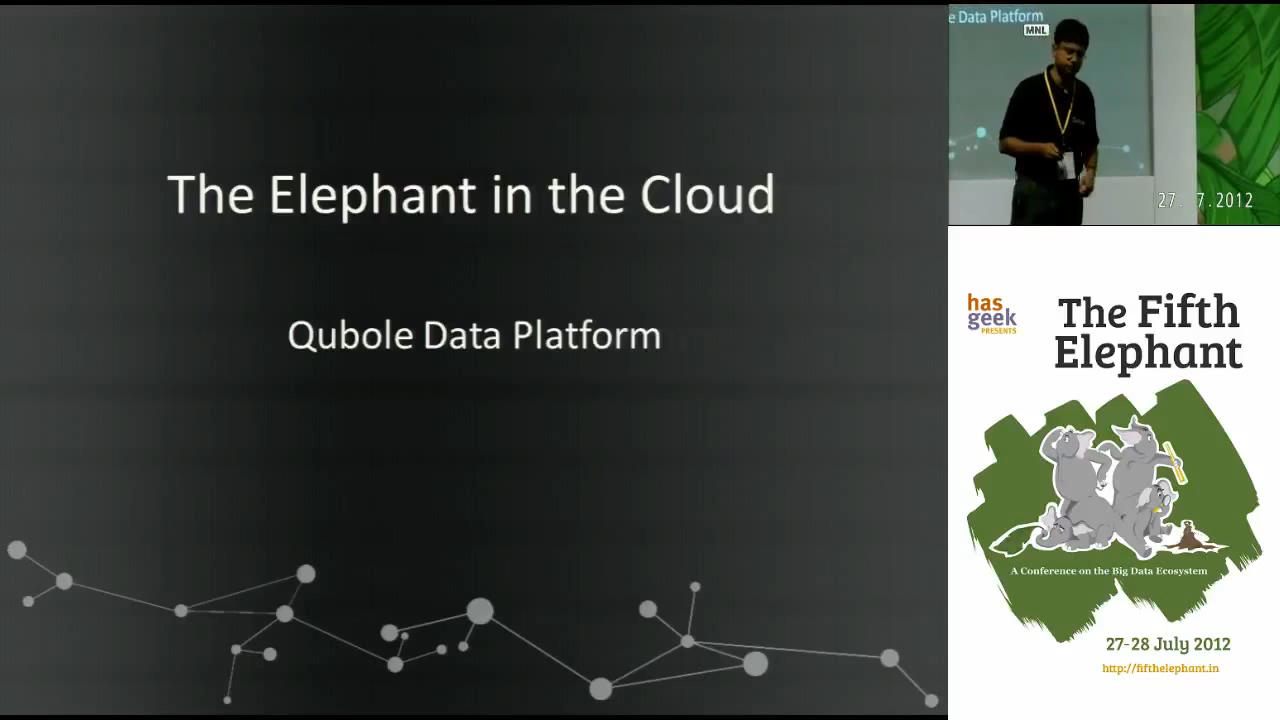 The Elephant in the Cloud
Qubole Data Platform
e Data Platform
MNL
27. 7.2012
has
geek
PRESENTS
The Fifth
Elephant
A Conference on the Big Data Ecosystem
27-28 July 2012
http://fifthelephant.in